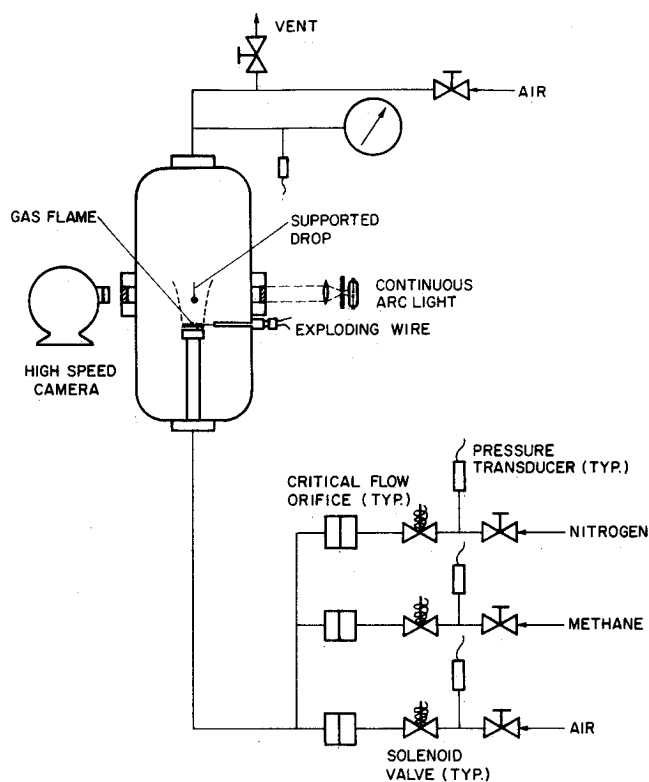 VENT
AIR
GAS FLAME
SUPPORTED
DROP
CONTINUOUS
ARC LIGHT
EXPLODING WIRE
HIGH SPEED
CAMERA
PRESSURE
TRANSDUCER (TYP.)
CRITICAL FLOW
ORIFICE (TYP.)
NITROGEN
METHANE
AIR
SOLENOID
VALVE (TYP.)